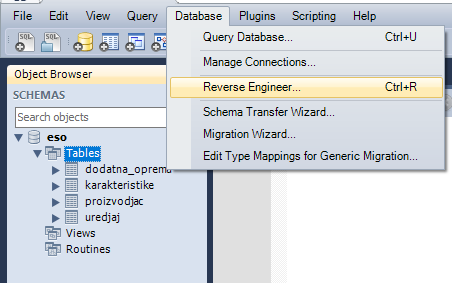 File Edit View Query Database Plugins Scripting Help
Query Database... Ctrl+U
Manage Connections...
Reverse Engineer... Ctrl+R
Schema Transfer Wizard...
Migration Wizard...
Edit Type Mappings for Generic Migration...
SQL SQL
Object Browser
SCHEMAS
Search objects
eso
Tables
dodatna_oprema
karakteristike
proizvodjac
uredjaj
Views
Routines